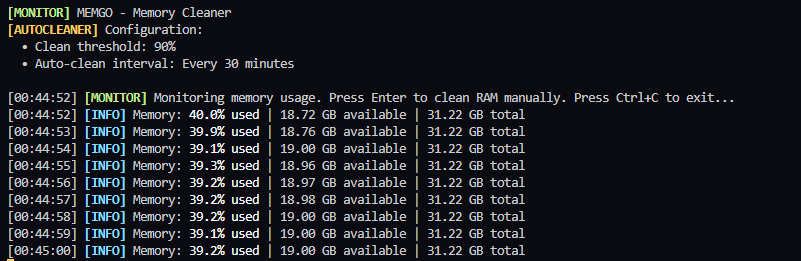 [MONITOR] MEMGO - Memory Cleaner
[AUTOCLEANER] Configuration:
• Clean threshold: 90%
• Auto-clean interval: Every 30 minutes
[00:44:52] [MONITOR] Monitoring memory usage. Press Enter to clean RAM manually. Press Ctrl+C to exit...
[00:44:52] [INFO] Memory: 40.0% used | 18.72 GB available | 31.22 GB total
[00:44:53] [INFO] Memory: 39.9% used | 18.76 GB available | 31.22 GB total
[00:44:54] [INFO] Memory: 39.1% used | 19.00 GB available | 31.22 GB total
[00:44:55] [INFO] Memory: 39.3% used | 18.96 GB available | 31.22 GB total
[00:44:56] [INFO] Memory: 39.2% used | 18.97 GB available | 31.22 GB total
[00:44:57] [INFO] Memory: 39.2% used | 18.98 GB available | 31.22 GB total
[00:44:58] [INFO] Memory: 39.2% used | 19.00 GB available | 31.22 GB total
[00:44:59] [INFO] Memory: 39.1% used | 19.00 GB available | 31.22 GB total
[00:45:00] [INFO] Memory: 39.2% used | 19.00 GB available | 31.22 GB total